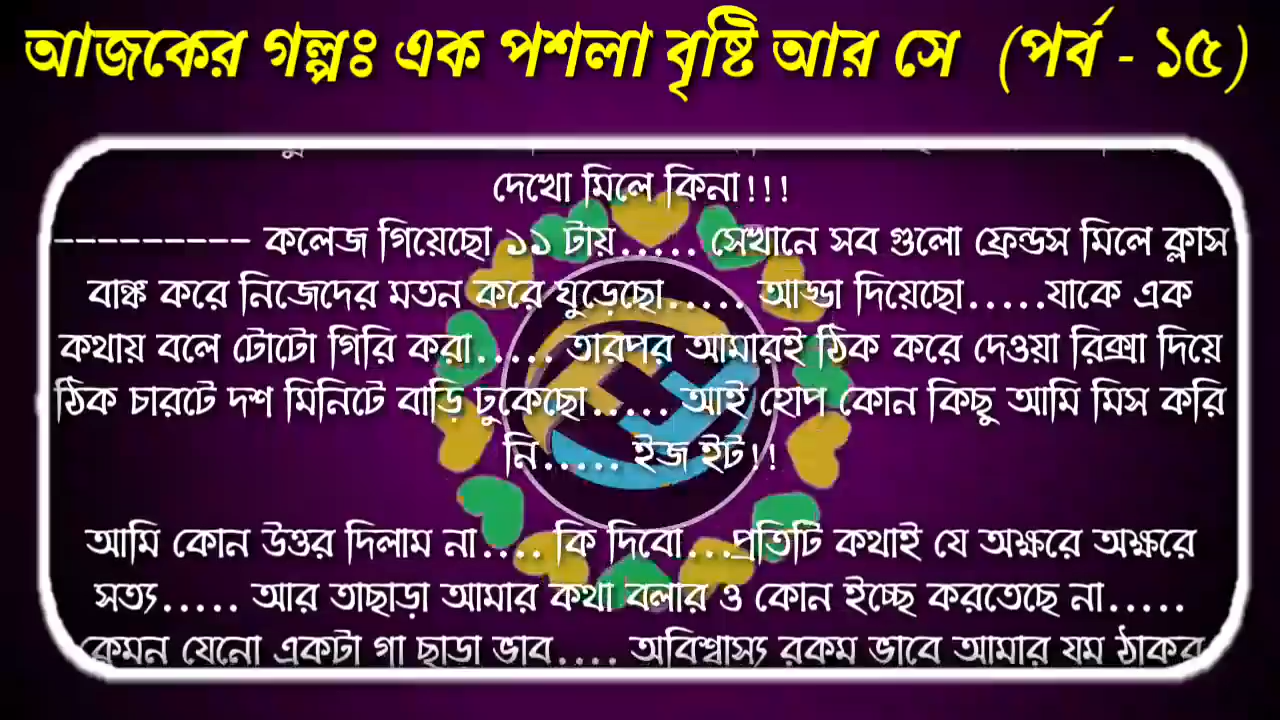 আজকের গল্পঃ এক পশলা বৃষ্টি আর সে (পর্ব - ১৫)
দেখো মিলে কিনা!!!
--------- কলেজ গিয়েছো ১১ টায়..... সেখানে সব গুলো ফ্রেন্ডস মিলে ক্লাস
বাঙ্ক করে নিজেদের মতন করে ঘুড়েছো..... আড্ডা দিয়েছো.....যাকে এক
কথায় বলে টোটো গিরি করা..... তারপর আমারই ঠিক করে দেওয়া রিক্সা দিয়ে
ঠিক চারটে দশ মিনিটে বাড়ি ঢুকেছো..... আই হোপ কোন কিছু আমি মিস করি
নি..... ইজ ইট!!
আমি কোন উত্তর দিলাম না.... কি দিবো...প্রতিটি কথাই যে অক্ষরে অক্ষরে
সত্য..... আর তাছাড়া আমার কথা বলার ও কোন ইচ্ছে করতেছে না.....
কেমন যেনো একটা গা ছাড়া ভাব.... অবিশ্বাস্য রকম ভাবে আমার যম ঠাকুর